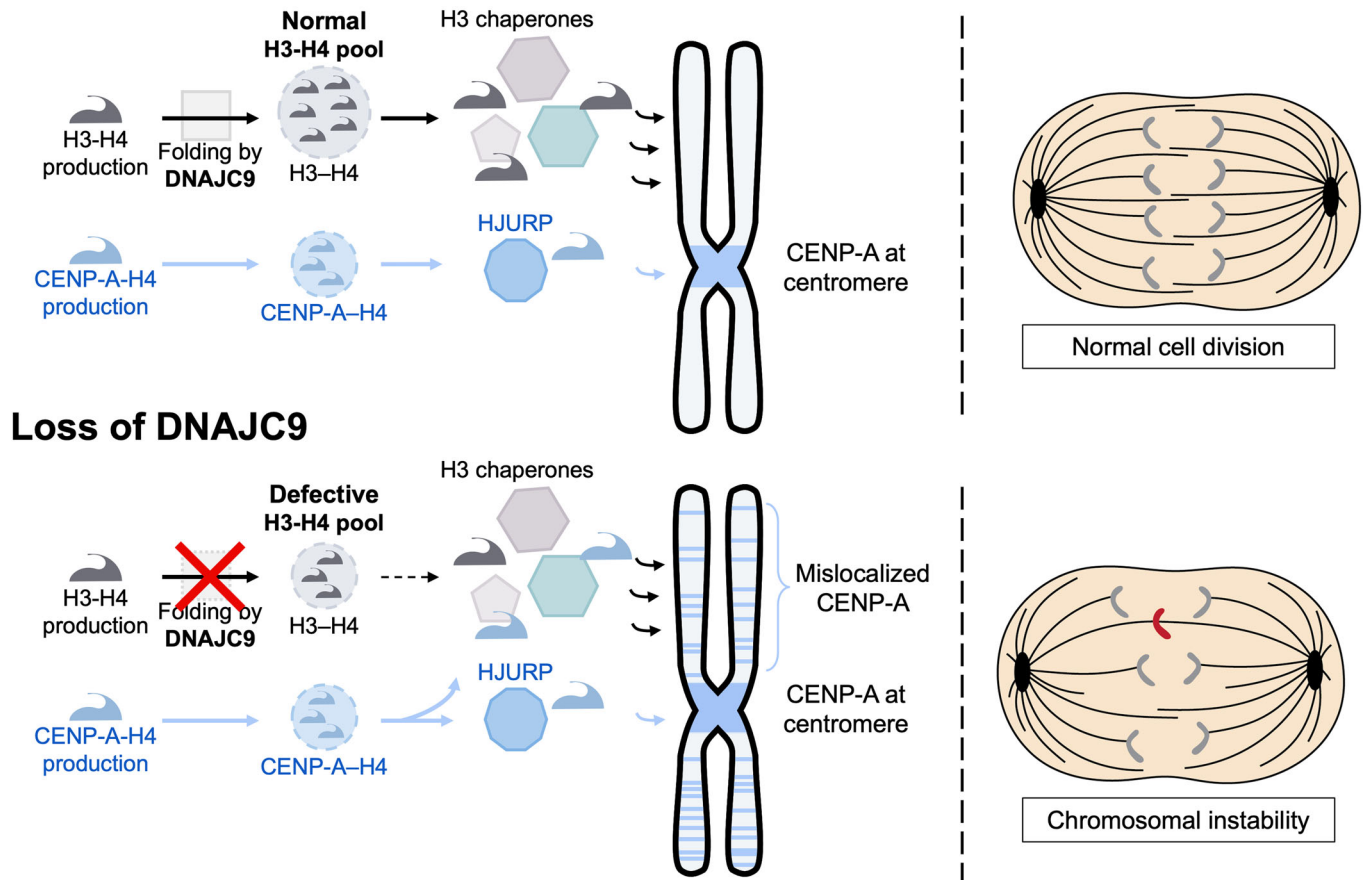 Normal
H3-H4 pool
H3 chaperones
H3-H4
production
Folding by
DNAJC9
H3–H4
CENP-A-H4
production
CENP-A–H4
HJURP
CENP-A at
centromere
Normal cell division
Loss of DNAJC9
Defective
H3-H4 pool
H3 chaperones
H3-H4
production
Folding by
DNAJC9
H3–H4
Mislocalized
CENP-A
CENP-A-H4
production
CENP-A–H4
HJURP
CENP-A at
centromere
Chromosomal instability